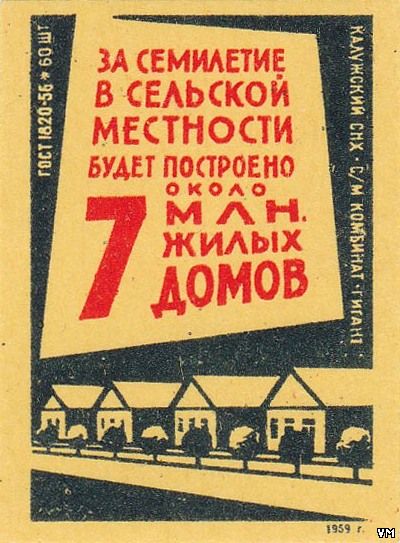 ГОСТ 1820-56 * 60 ШТ
ЗА СЕМИЛЕТИЕ
В СЕЛЬСКОЙ
МЕСТНОСТИ
БУДЕТ ПОСТРОЕНО
ОКОЛО
7 МЛН.
ЖИЛЫХ
ДОМОВ
КАЛУЖСКИЙ СНХ · С/М КОМБИНАТ · ГИГАНТ
1959 г.
VM